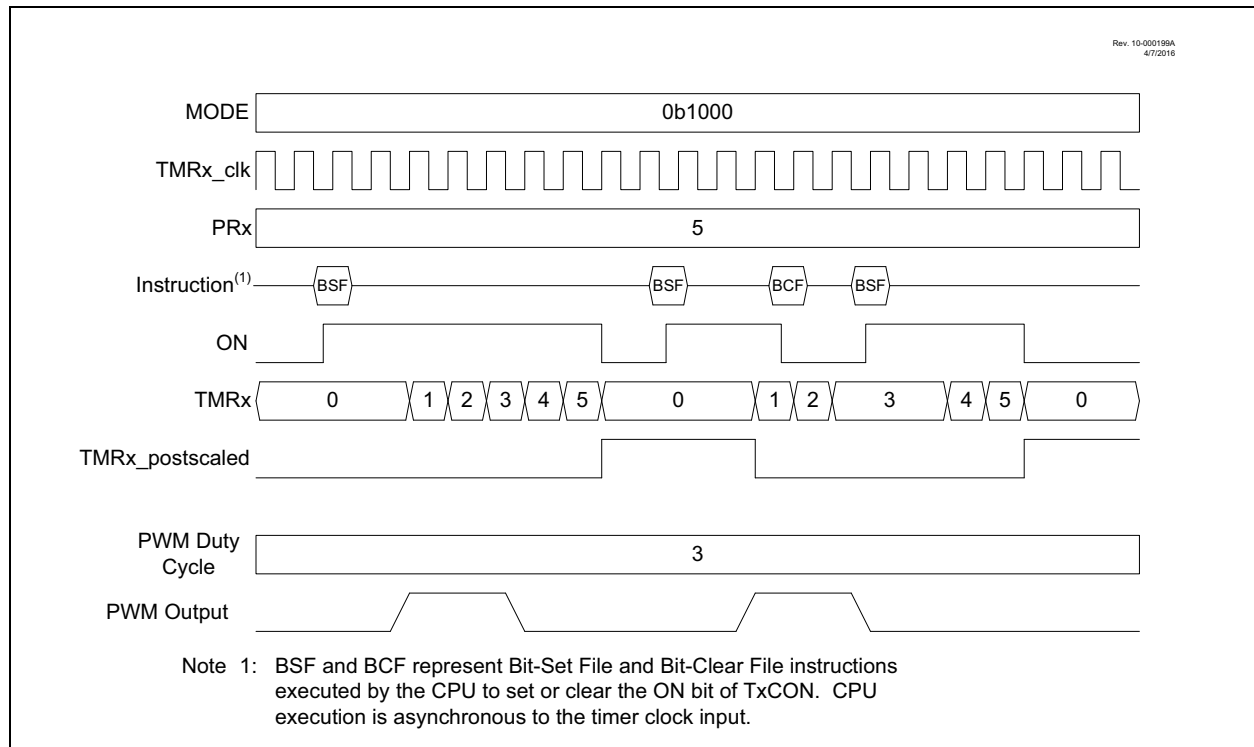 Rev. 10-000199A
4/7/2016
MODE 0b1000
TMRx_clk
PRx 5
Instruction(1) BSF BSF BCF BSF
ON
TMRx 0 1 2 3 4 5 0 1 2 3 4 5 0
TMRx_postscaled
PWM Duty
Cycle
3
PWM Output
Note 1: BSF and BCF represent Bit-Set File and Bit-Clear File instructions
executed by the CPU to set or clear the ON bit of TxCON. CPU
execution is asynchronous to the timer clock input.